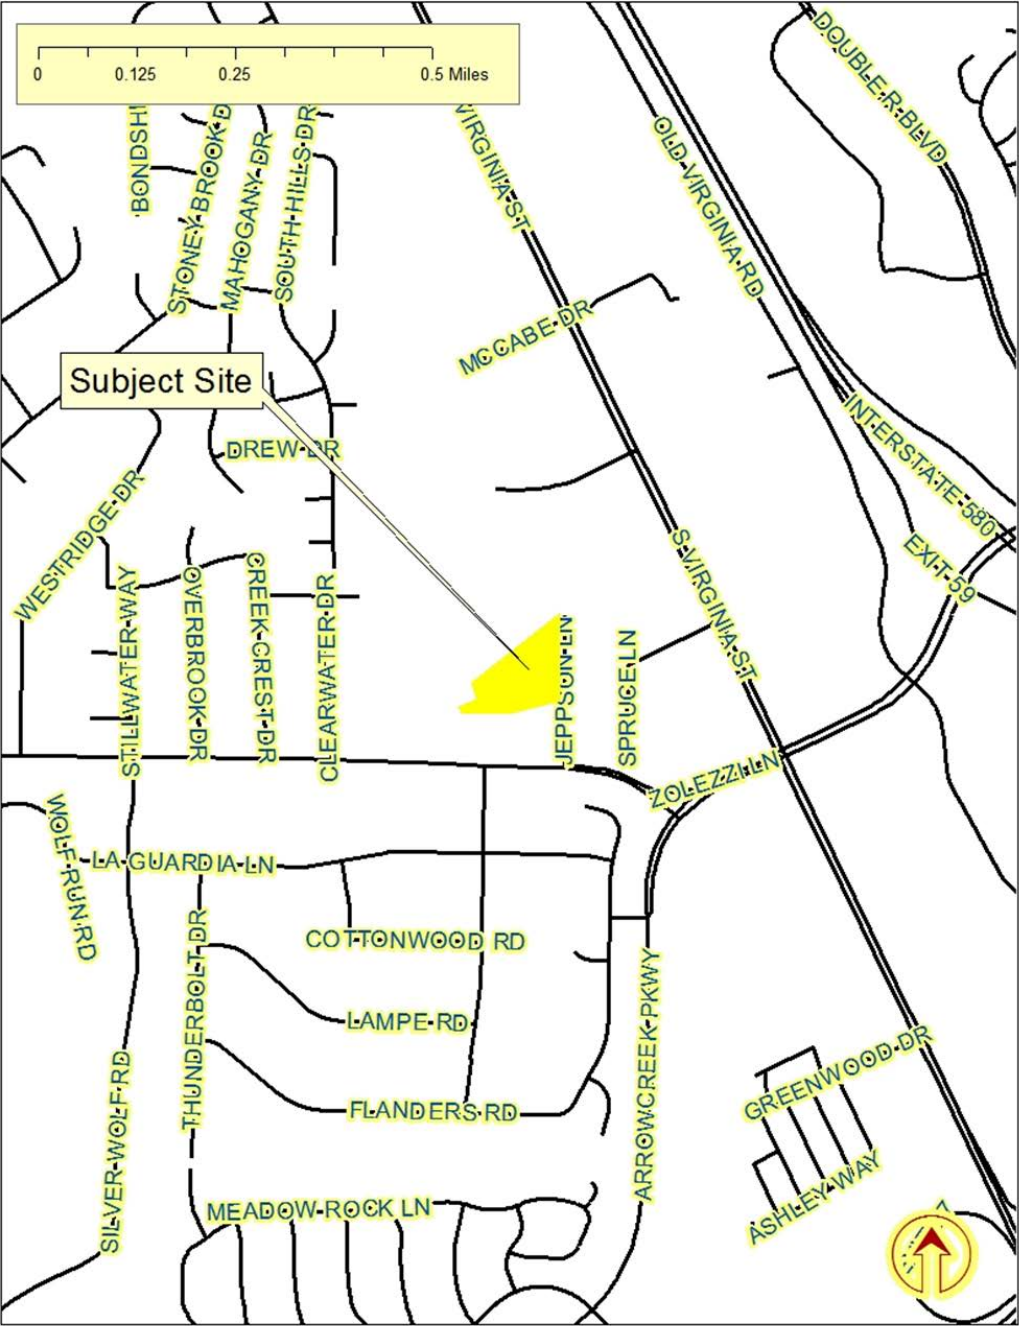 0 0.125 0.25 0.5 Miles
DOUBLE R BLVD
VIRGINIA ST
OLD VIRGINIA RD
STONEY BROOK D
BONDSHI
MAHOGANY DR
SOUTH HILLS DR
MCCABE DR
Subject Site
DREW DR
INTERSTATE 580
WESTRIDGE DR
EXIT 59
S VIRGINIA ST
STILLWATER WAY
OVERBROOK DR
CREEK CREST DR
CLEARWATER DR
JEPPSON LN
SPRUCE LN
ZOLEZZI LN
WOLF RUN RD
LA GUARDIA LN
COTTONWOOD RD
THUNDERBOLT DR
LAMPE RD
ARROWCREEK PKWY
GREENWOOD DR
SILVER WOLF RD
FLANDERS RD
ASHLEY WAY
MEADOW ROCK LN